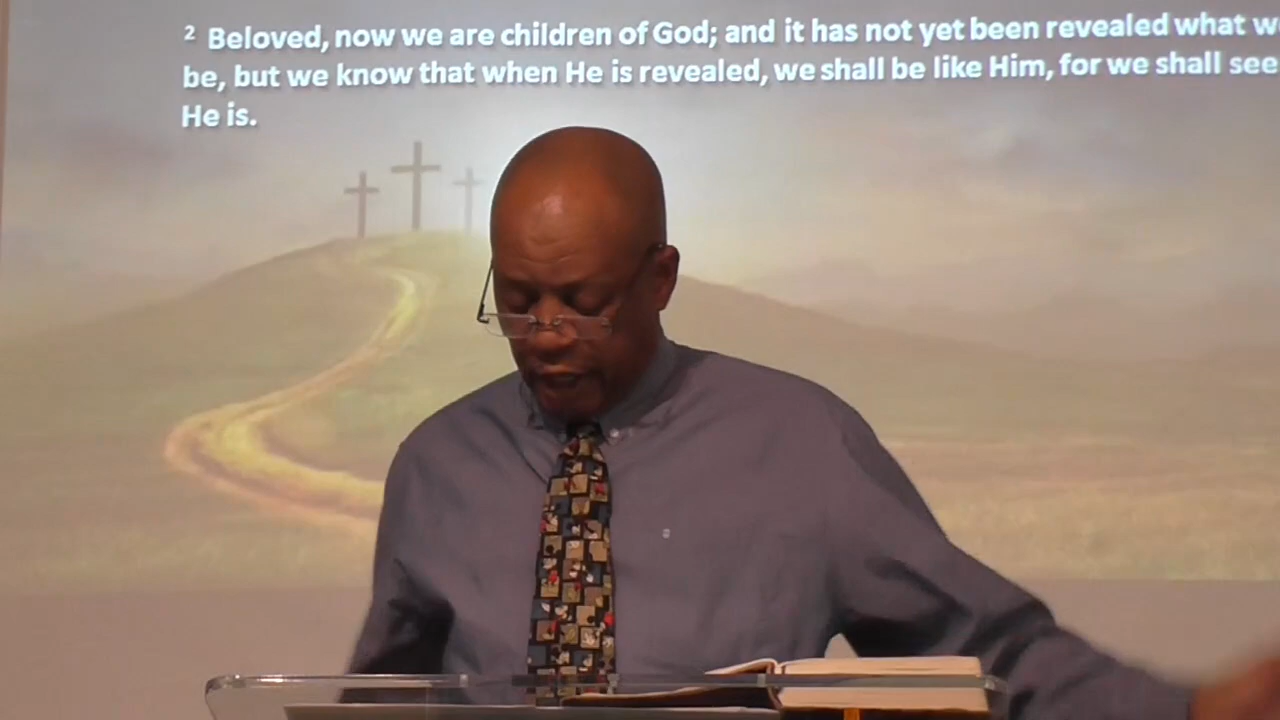 2 Beloved, now we are children of God; and it has not yet been revealed what w
be, but we know that when He is revealed, we shall be like Him, for we shall see
He is.